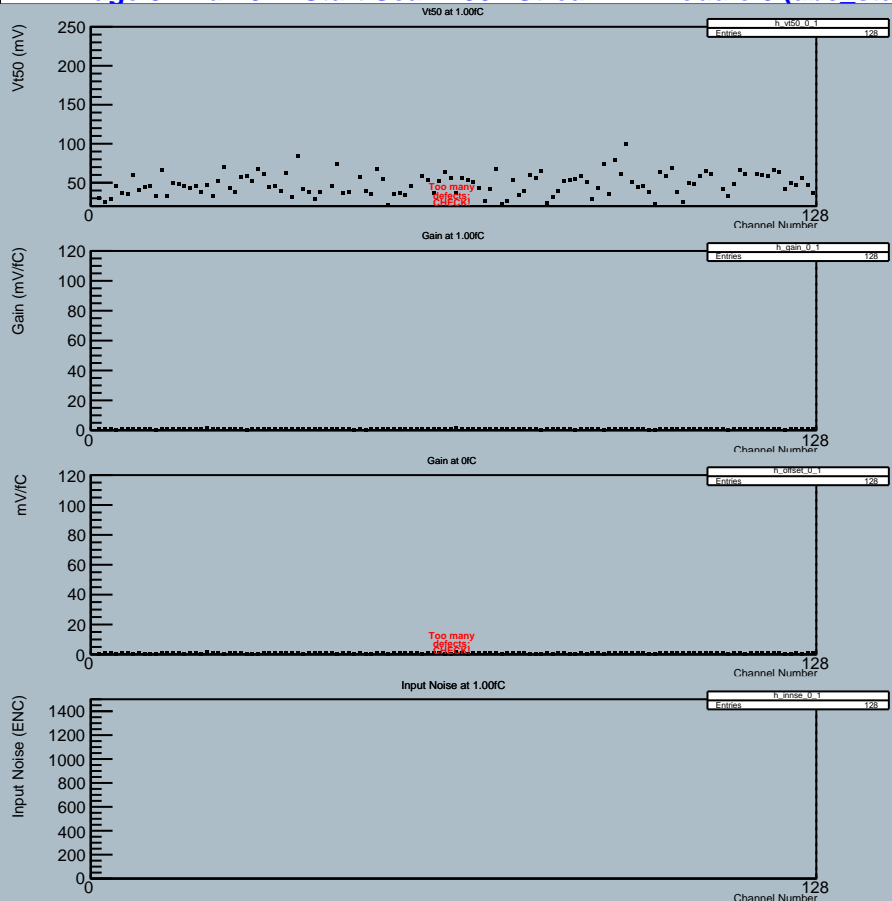 Vt50 at 1.00fC
h_vt50_0_1
Entries 128
Vt50 (mV)
250
200
150
100
50
Too many
defects:
CHECK!
0
128
Channel Number
Gain at 1.00fC
h_gain_0_1
Entries 128
Gain (mV/fC)
120
100
80
60
40
20
0
0
128
Channel Number
Gain at 0fC
h_offset_0_1
Entries 128
mV/fC
120
100
80
60
40
20
Too many
defects:
CHECK!
0
0
128
Channel Number
Input Noise at 1.00fC
h_innse_0_1
Entries 128
Input Noise (ENC)
1400
1200
1000
800
600
400
200
0
0
128
Channel Number